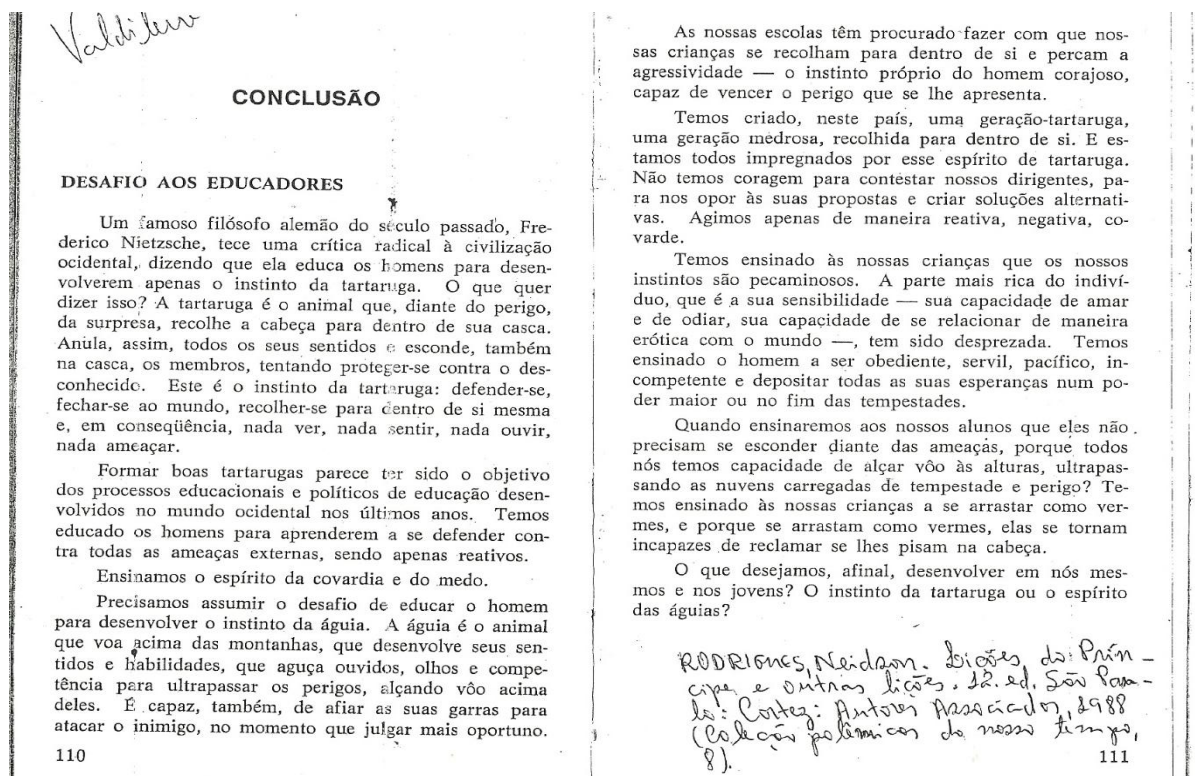 CONCLUSÃO
DESAFIO AOS EDUCADORES
Um famoso filósofo alemão do século passado, Fre-
derico Nietzsche, tece uma crítica radical à civilização
ocidental, dizendo que ela educa os homens para desen-
volverem apenas o instinto da tartaruga. O que quer
dizer isso? A tartaruga é o animal que, diante do perigo,
da surpresa, recolhe a cabeça para dentro de sua casca.
Anula, assim, todos os seus sentidos e esconde, também
na casca, os membros, tentando proteger-se contra o des-
conhecido. Este é o instinto da tartaruga: defender-se,
fechar-se ao mundo, recolher-se para dentro de si mesma
e, em conseqüência, nada ver, nada sentir, nada ouvir,
nada ameaçar.
Formar boas tartarugas parece ter sido o objetivo
dos processos educacionais e políticos de educação desen-
volvidos no mundo ocidental nos últimos anos. Temos
educado os homens para aprenderem a se defender con-
tra todas as ameaças externas, sendo apenas reativos.
Ensinamos o espírito da covardia e do medo.
Precisamos assumir o desafio de educar o homem
para desenvolver o instinto da águia. A águia é o animal
que voa acima das montanhas, que desenvolve seus sen-
tidos e habilidades, que aguça ouvidos, olhos e compe-
tência para ultrapassar os perigos, alçando vôo acima
deles. É capaz, também, de afiar as suas garras para
atacar o inimigo, no momento que julgar mais oportuno.
110
As nossas escolas têm procurado fazer com que nos-
sas crianças se recolham para dentro de si e percam a
agressividade — o instinto próprio do homem corajoso,
capaz de vencer o perigo que se lhe apresenta.
Temos criado, neste país, uma geração-tartaruga,
uma geração medrosa, recolhida para dentro de si. E es-
tamos todos impregnados por esse espírito de tartaruga.
Não temos coragem para contestar nossos dirigentes, pa-
ra nos opor às suas propostas e criar soluções alternati-
vas. Agimos apenas de maneira reativa, negativa, co-
varde.
Temos ensinado às nossas crianças que os nossos
instintos são pecaminosos. A parte mais rica do indiví-
duo, que é a sua sensibilidade — sua capacidade de amar
e de odiar, sua capacidade de se relacionar de maneira
erótica com o mundo —, tem sido desprezada. Temos
ensinado o homem a ser obediente, servil, pacífico, in-
competente e depositar todas as suas esperanças num po-
der maior ou no fim das tempestades.
Quando ensinaremos aos nossos alunos que eles não
precisam se esconder diante das ameaças, porque todos
nós temos capacidade de alçar vôo às alturas, ultrapas-
sando as nuvens carregadas de tempestade e perigo? Te-
mos ensinado às nossas crianças a se arrastar como ver-
mes, e porque se arrastam como vermes, elas se tornam
incapazes de reclamar se lhes pisam na cabeça.
O que desejamos, afinal, desenvolver em nós mes-
mos e nos jovens? O instinto da tartaruga ou o espírito
das águias?
RODRIGUES, Neidson. Lições do Prín-
cipe e outras lições. 12. ed. São Pau-
lo: Cortez: Autores Associados, 1988
(Coleção polêmicas do nosso tempo,
8).
111